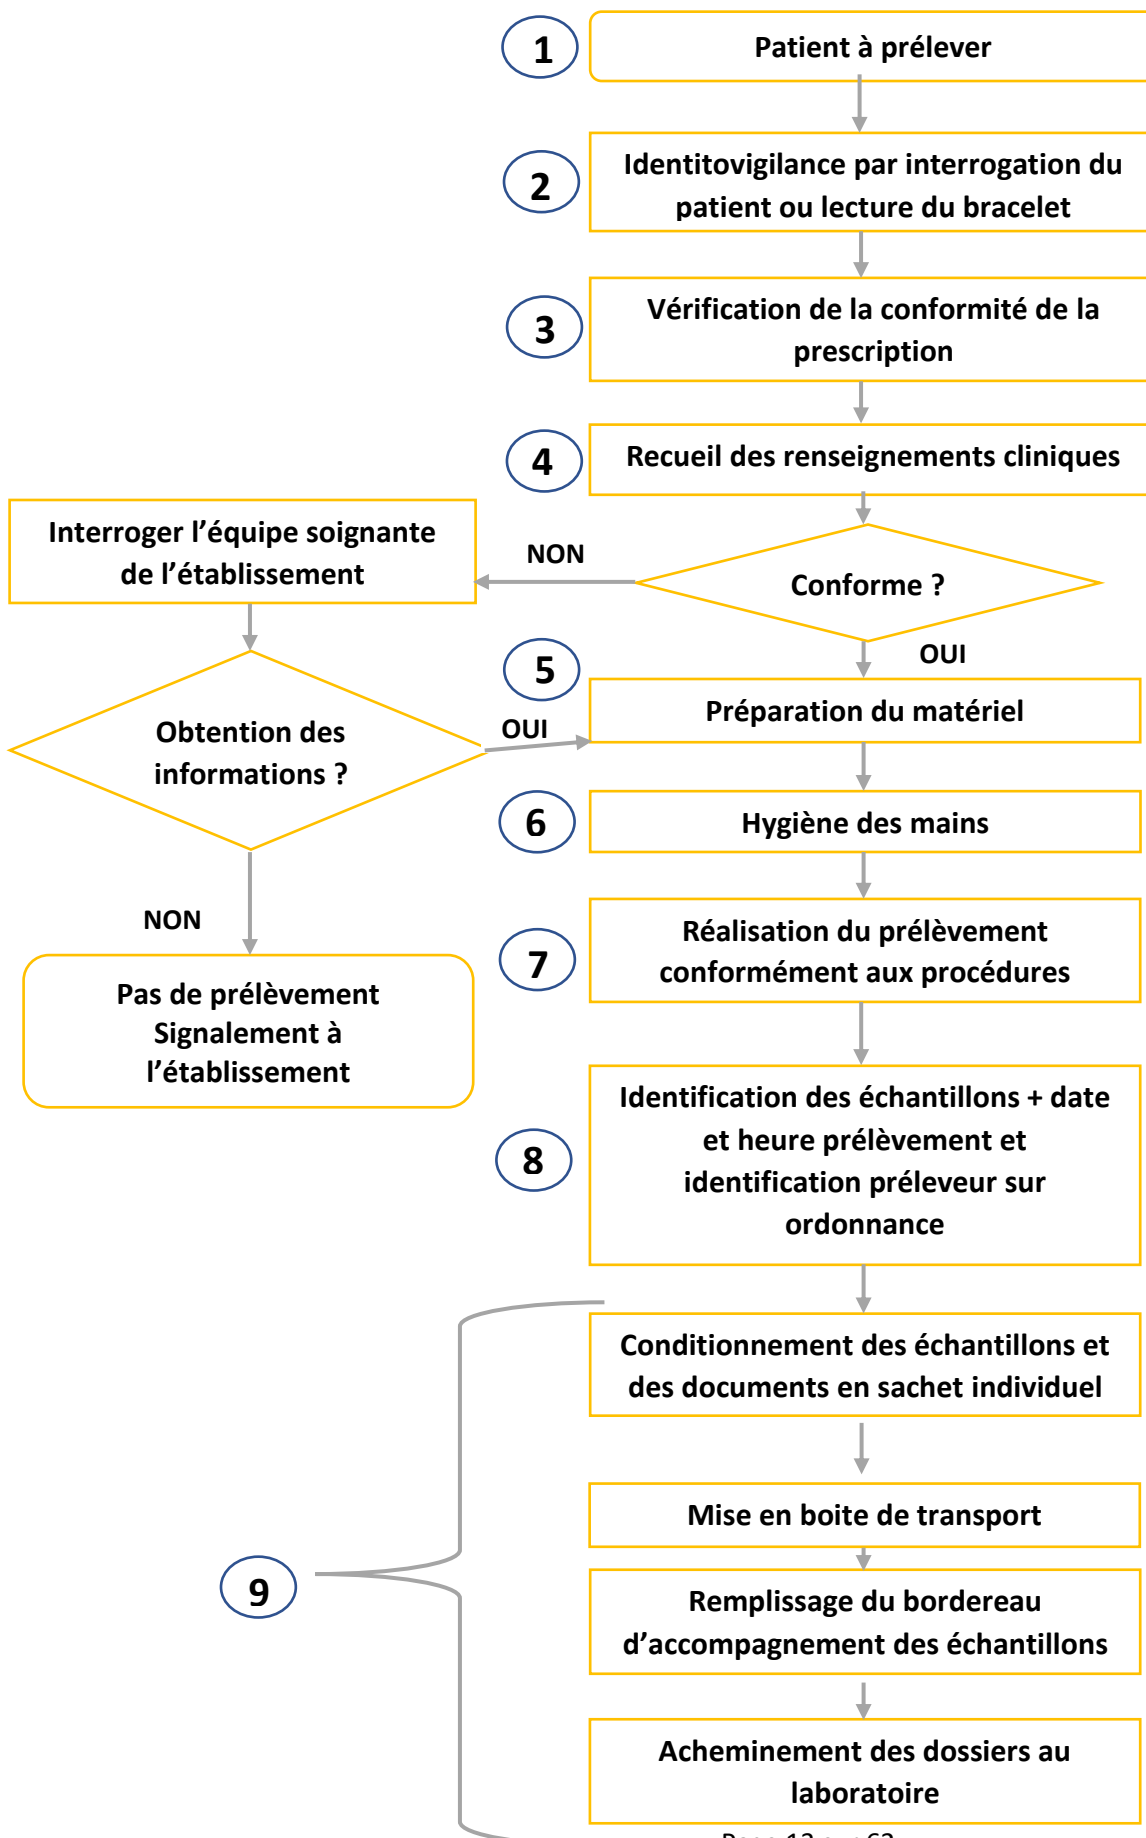 1
Patient à prélever
2
Identitovigilance par interrogation du
patient ou lecture du bracelet
3
Vérification de la conformité de la
prescription
4
Recueil des renseignements cliniques
Interroger l’équipe soignante
de l’établissement
NON
Conforme ?
OUI
5
Préparation du matériel
Obtention des
informations ?
OUI
6
Hygiène des mains
NON
7
Réalisation du prélèvement
conformément aux procédures
Pas de prélèvement
Signalement à
l’établissement
8
Identification des échantillons + date
et heure prélèvement et
identification préleveur sur
ordonnance
Conditionnement des échantillons et
des documents en sachet individuel
Mise en boite de transport
9
Remplissage du bordereau
d’accompagnement des échantillons
Acheminement des dossiers au
laboratoire